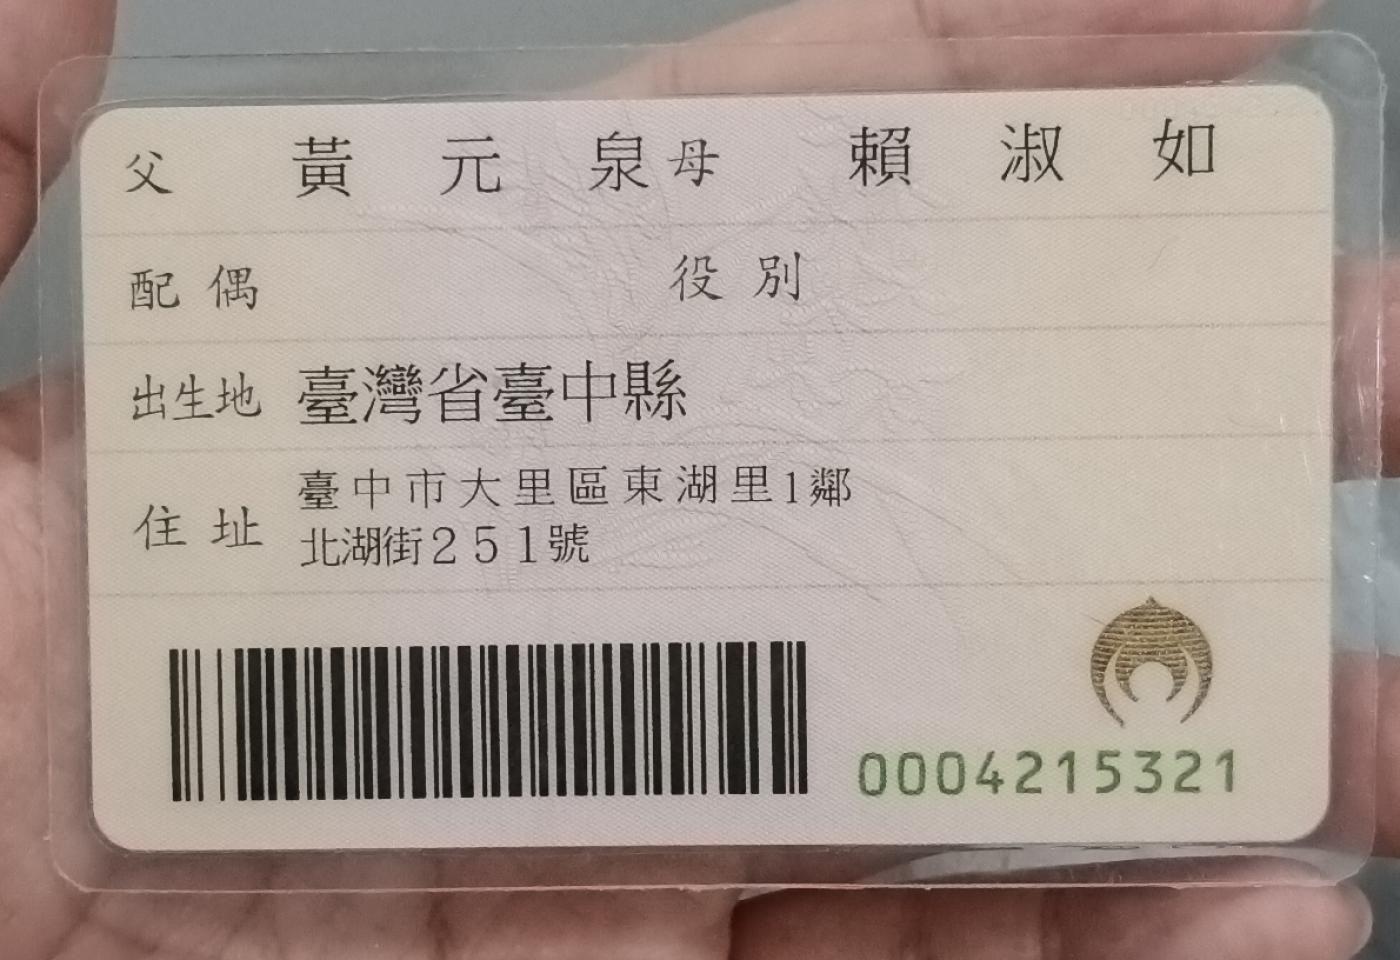 父 黃元泉 母 賴淑如
配偶 役別
出生地 臺灣省臺中縣
住址 臺中市大里區東湖里1鄰
北湖街251號
0004215321